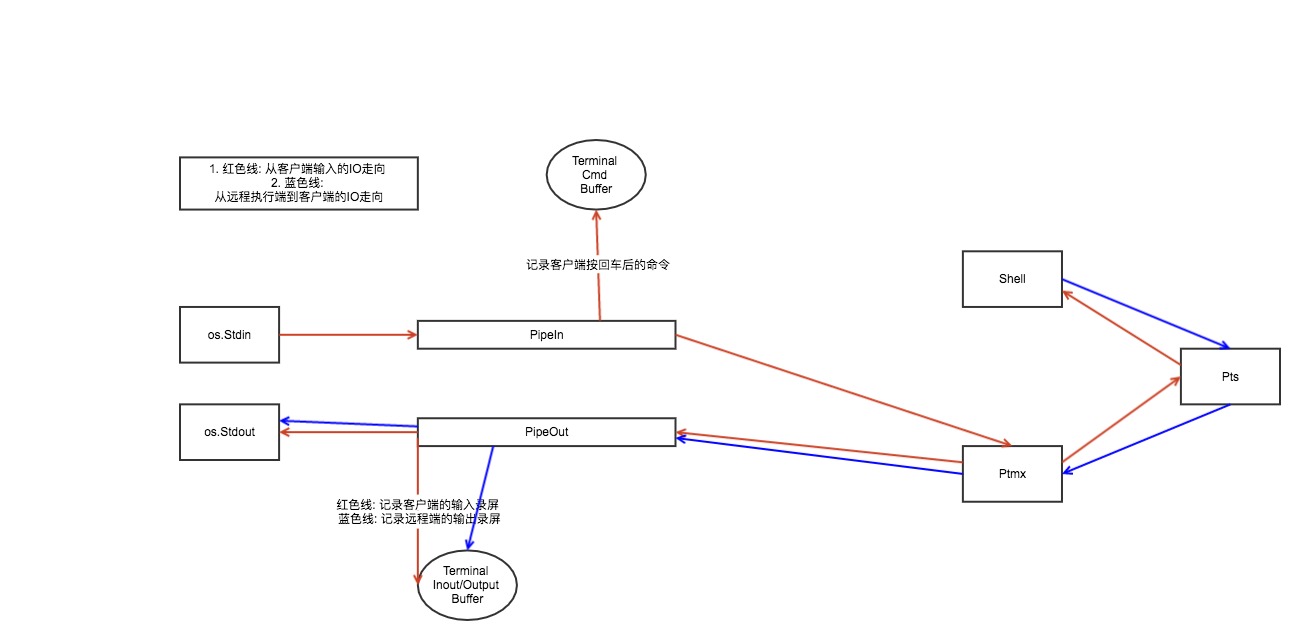 1. 红色线: 从客户端输入的IO走向
2. 蓝色线:
从远程执行端到客户端的IO走向
Terminal
Cmd
Buffer
记录客户端按回车后的命令
Shell
os.Stdin
PipeIn
Pts
os.Stdout
PipeOut
Ptmx
红色线: 记录客户端的输入录屏
蓝色线: 记录远程端的输出录屏
Terminal
Inout/Output
Buffer